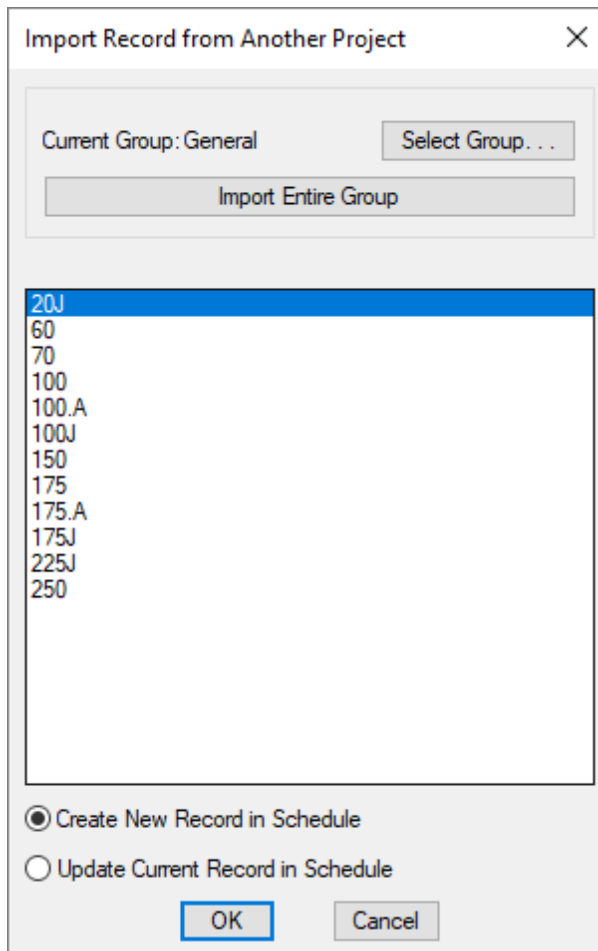 Import Record from Another Project
Current Group: General
Select Group. . .
Import Entire Group
20J
60
70
100
100.A
100J
150
175
175.A
175J
225J
250
Create New Record in Schedule
Update Current Record in Schedule
OK
Cancel